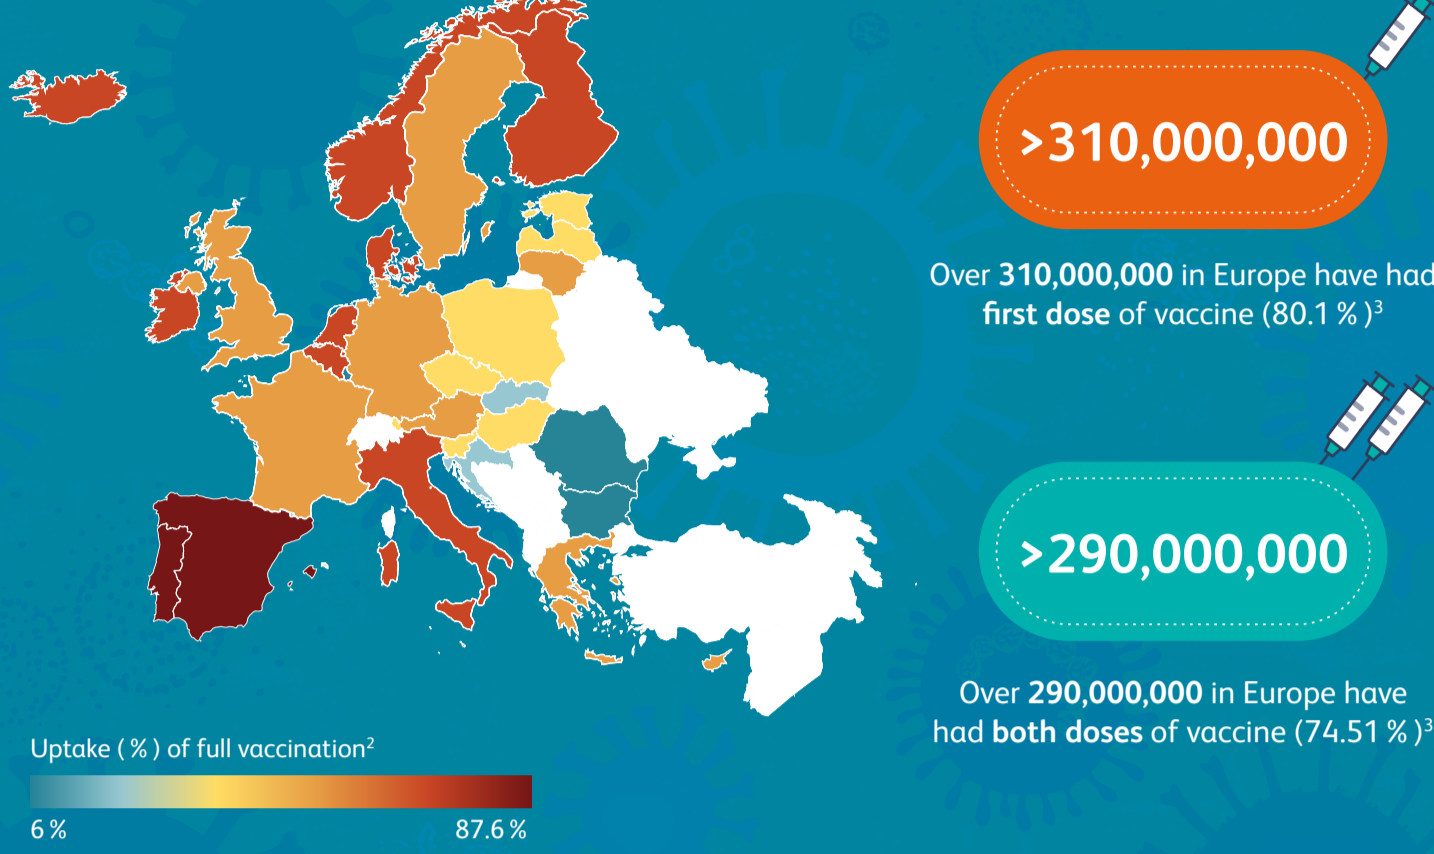 >310,000,000
Over 310,000,000 in Europe have had
first dose of vaccine (80.1 %)³
>290,000,000
Over 290,000,000 in Europe have
had both doses of vaccine (74.51 %)³
Uptake (%) of full vaccination²
6 %
87.6 %